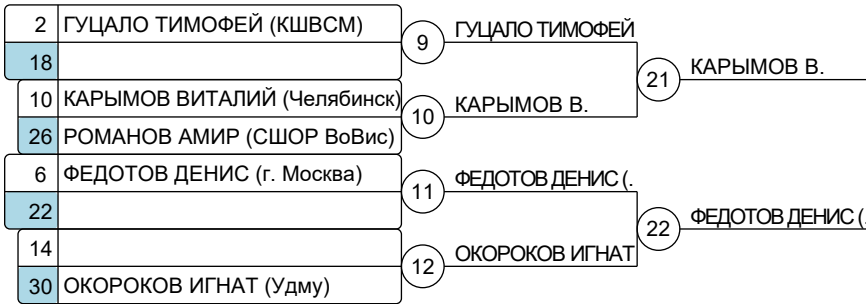 2 ГУЦАЛО ТИМОФЕЙ (КШВСМ)
9 ГУЦАЛО ТИМОФЕЙ
18
21 КАРЫМОВ В.
10 КАРЫМОВ ВИТАЛИЙ (Челябинск)
10 КАРЫМОВ В.
26 РОМАНОВ АМИР (СШОР ВоВис)
6 ФЕДОТОВ ДЕНИС (г. Москва)
11 ФЕДОТОВ ДЕНИС (.
22
22 ФЕДОТОВ ДЕНИС (.
14
12 ОКОРОКОВ ИГНАТ
30 ОКОРОКОВ ИГНАТ (Удму)